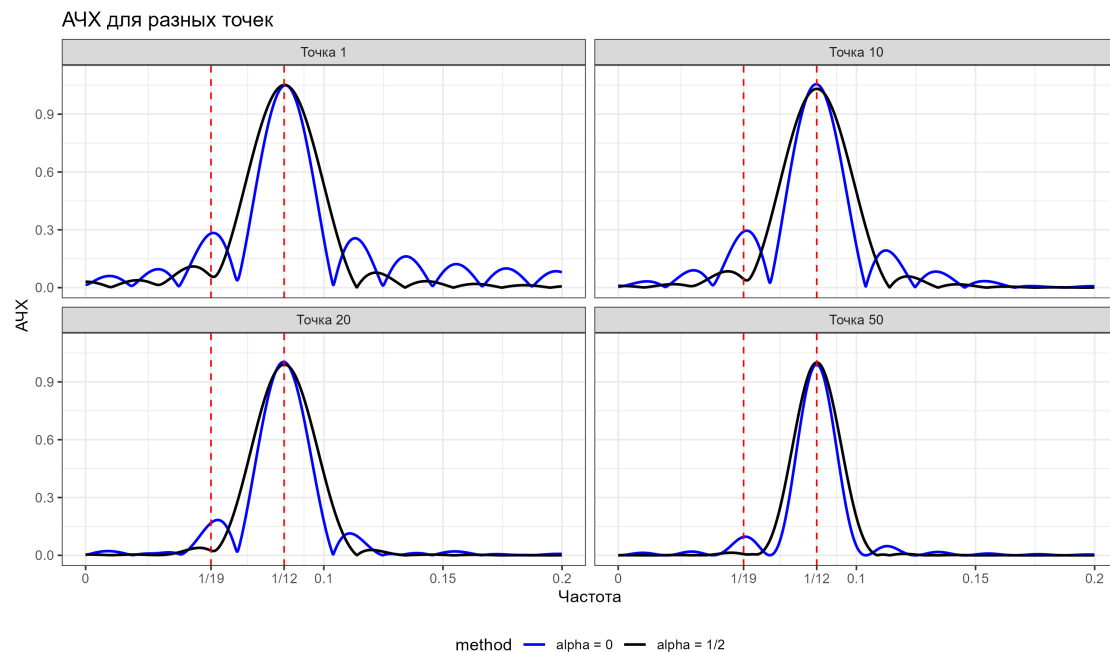 АЧХ для разных точек
Точка 1
Точка 10
0.9
0.6
0.3
0.0
Точка 20
Точка 50
АЧХ
0.9
0.6
0.3
0.0
0 1/19 1/12 0.1 0.15 0.2
0 1/19 1/12 0.1 0.15 0.2
Частота
method alpha = 0 alpha = 1/2